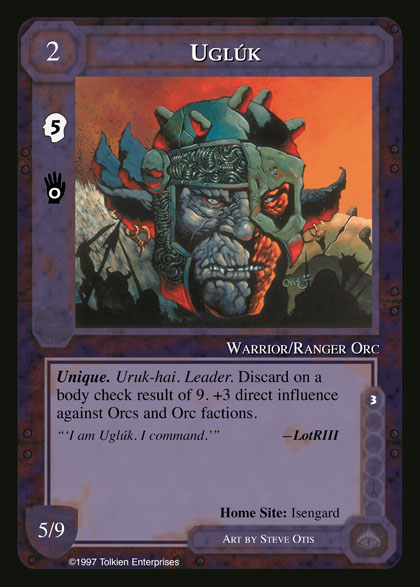 2
UGLÚK
5
WARRIOR/RANGER ORC
Unique. Uruk-hai. Leader. Discard on a
body check result of 9. +3 direct influence
against Orcs and Orc factions.
“‘I am Uglúk. I command.’” –LotRIII
3
Home Site: Isengard
5/9
ART BY STEVE OTIS
©1997 Tolkien Enterprises